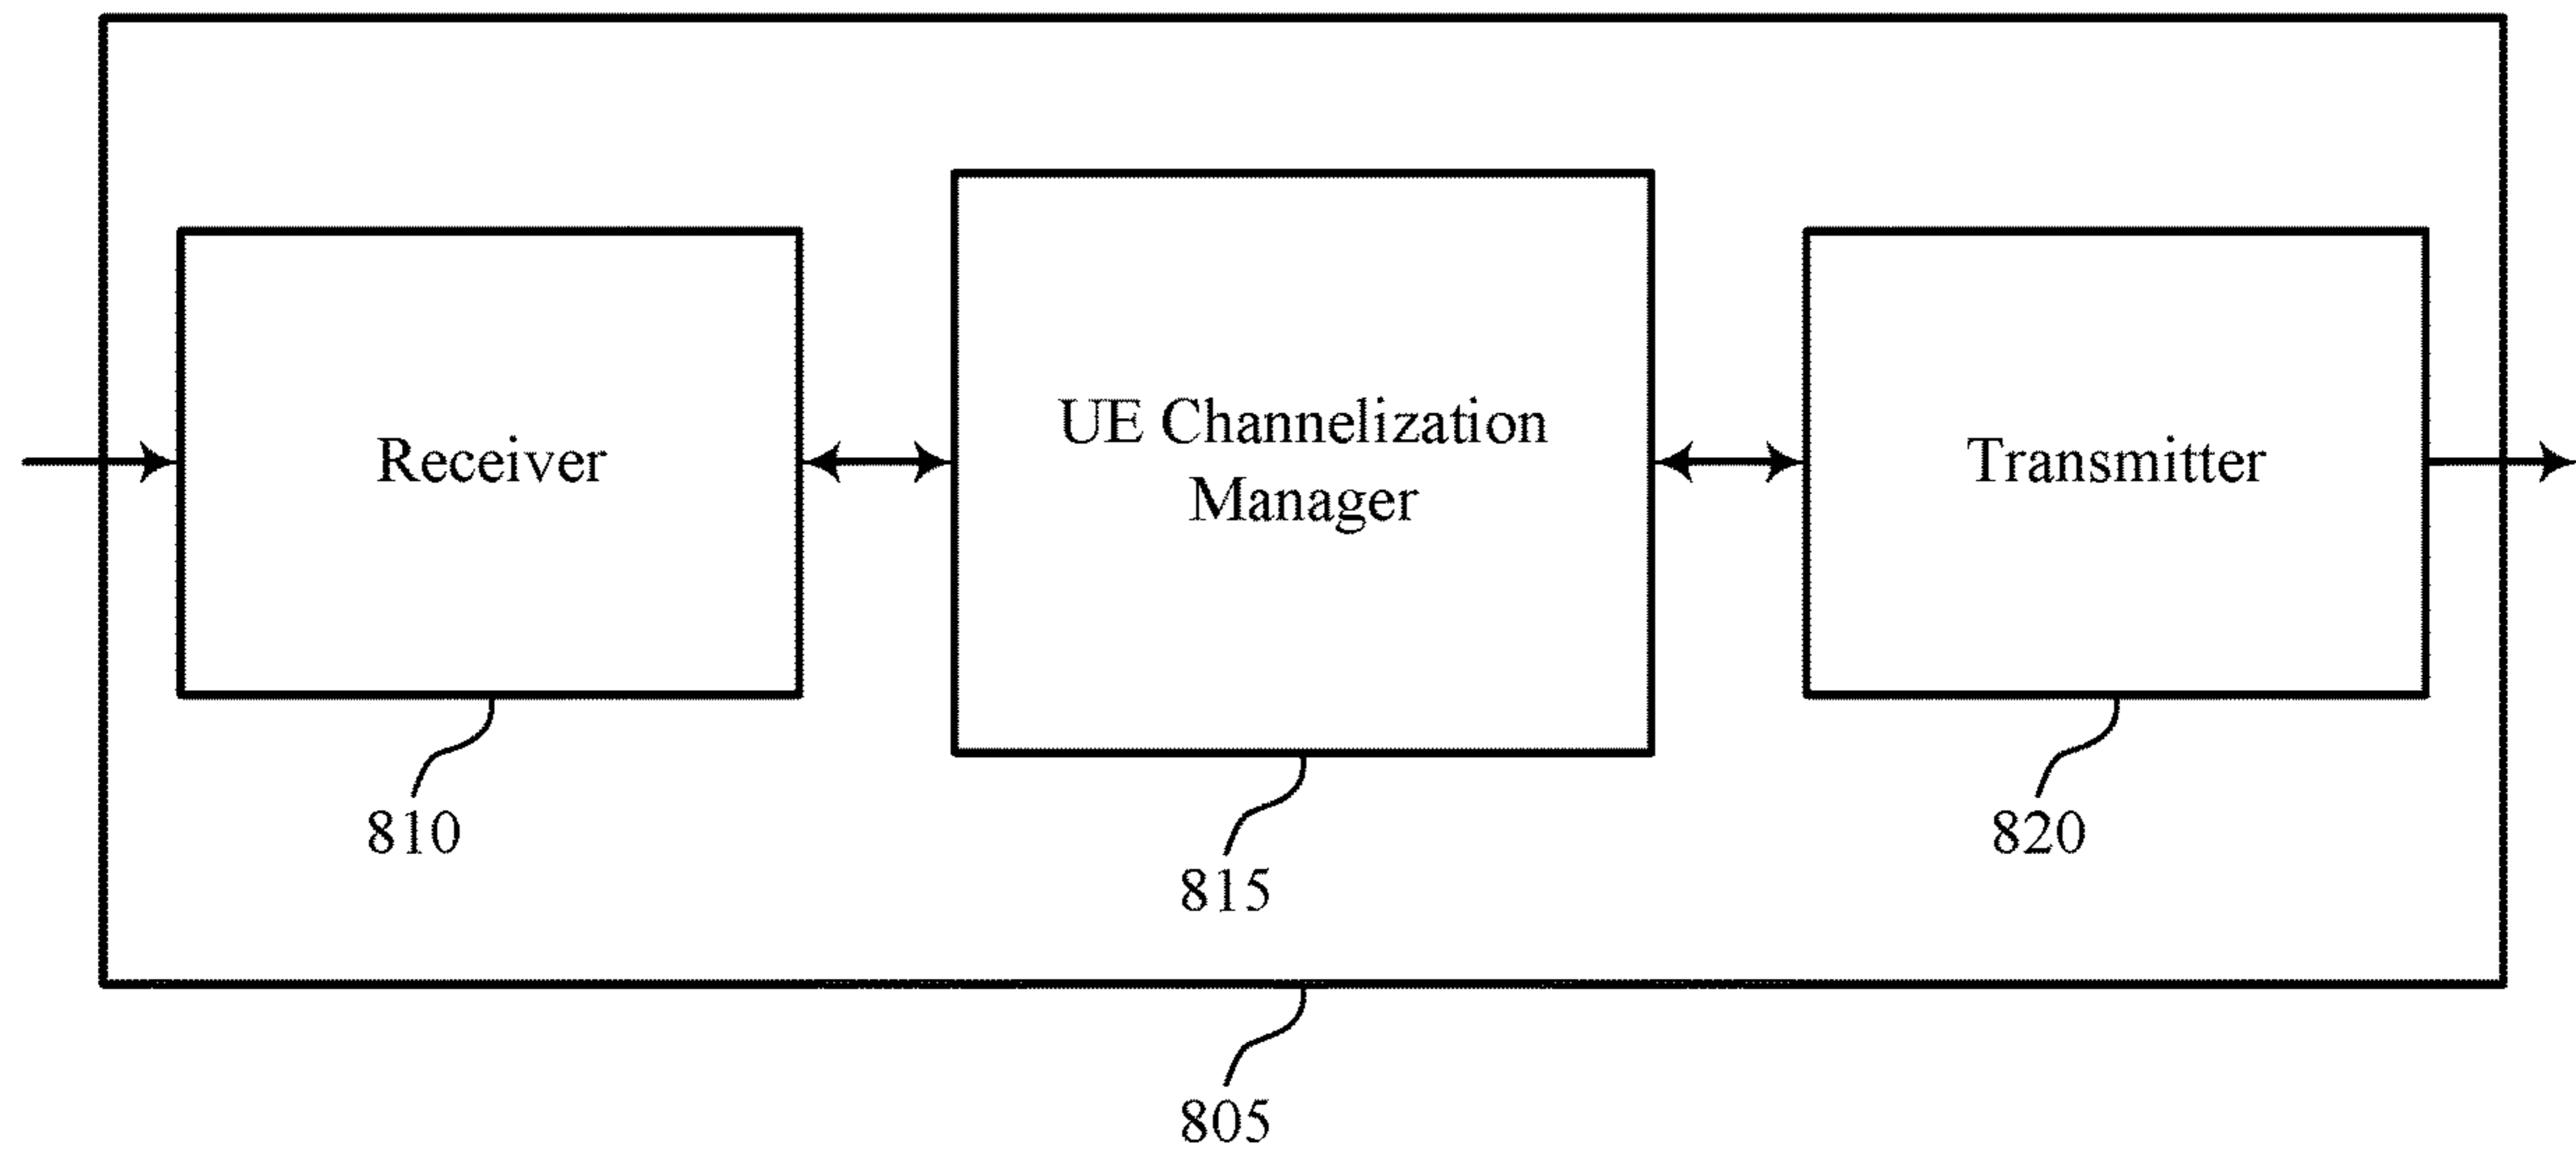 Receiver
UE Channelization
Manager
Transmitter
810
815
820
805